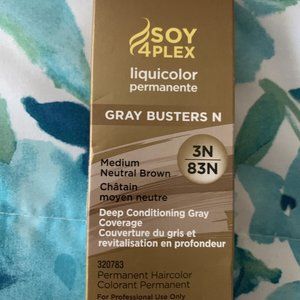 SOY
4PLEX
liquicolor
permanente
GRAY BUSTERS N
3N
83N
Medium
Neutral Brown
Châtain
moyen neutre
Deep Conditioning Gray
Coverage
Couverture du gris et
revitalisation en profondeur
320783
Permanent Haircolor
Colorant Permanent
For Professional Use Only